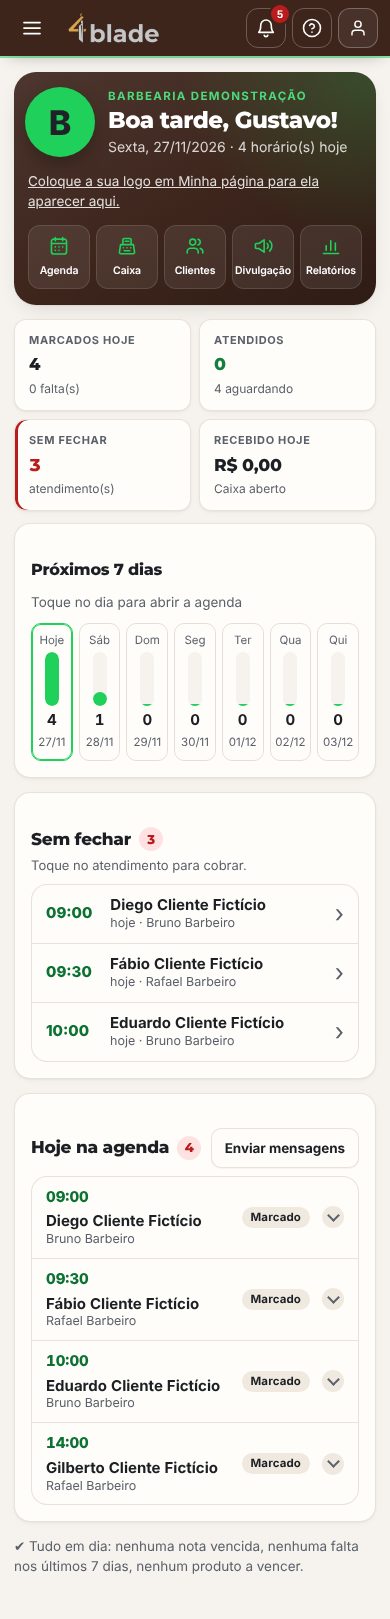 4blade
5
B
BARBEARIA DEMONSTRAÇÃO
Boa tarde, Gustavo!
Sexta, 27/11/2026 · 4 horário(s) hoje
Coloque a sua logo em Minha página para ela
aparecer aqui.
Agenda
Caixa
Clientes
Divulgação
Relatórios
MARCADOS HOJE
4
0 falta(s)
ATENDIDOS
0
4 aguardando
SEM FECHAR
3
atendimento(s)
RECEBIDO HOJE
R$ 0,00
Caixa aberto
Próximos 7 dias
Toque no dia para abrir a agenda
Hoje
4
27/11
Sáb
1
28/11
Dom
0
29/11
Seg
0
30/11
Ter
0
01/12
Qua
0
02/12
Qui
0
03/12
Sem fechar 3
Toque no atendimento para cobrar.
09:00
Diego Cliente Fictício
hoje · Bruno Barbeiro
09:30
Fábio Cliente Fictício
hoje · Rafael Barbeiro
10:00
Eduardo Cliente Fictício
hoje · Bruno Barbeiro
Hoje na agenda 4
Enviar mensagens
09:00
Diego Cliente Fictício
Bruno Barbeiro
Marcado
09:30
Fábio Cliente Fictício
Rafael Barbeiro
Marcado
10:00
Eduardo Cliente Fictício
Bruno Barbeiro
Marcado
14:00
Gilberto Cliente Fictício
Rafael Barbeiro
Marcado
✔ Tudo em dia: nenhuma nota vencida, nenhuma falta
nos últimos 7 dias, nenhum produto a vencer.